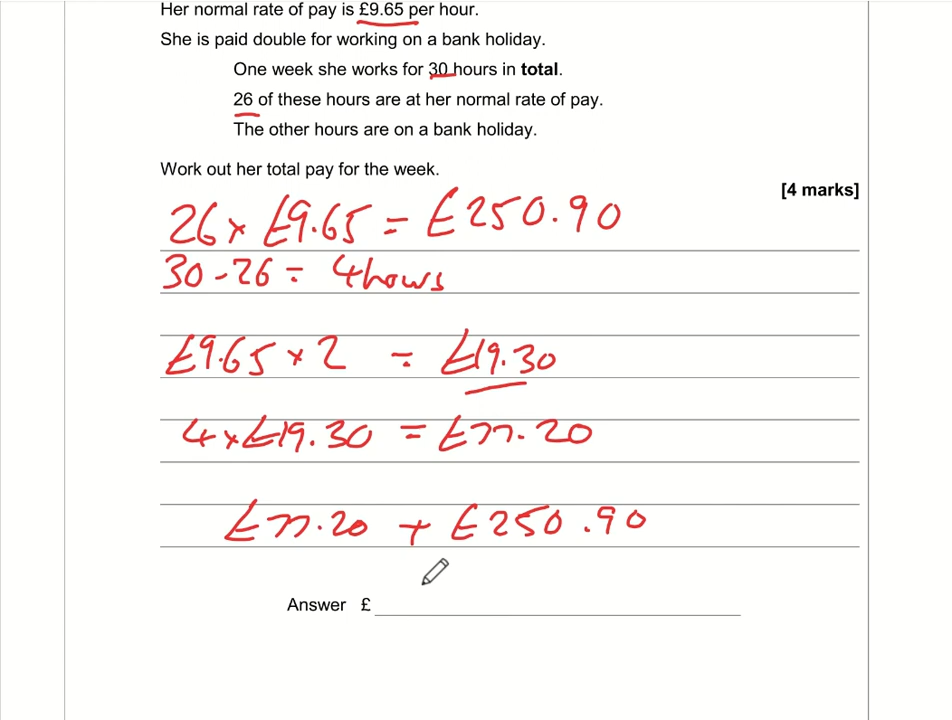 Her normal rate of pay is £9.65 per hour.
She is paid double for working on a bank holiday.
One week she works for 30 hours in total.
26 of these hours are at her normal rate of pay.
The other hours are on a bank holiday.
Work out her total pay for the week.
[4 marks]
26 × £9.65 = £250.90
30 - 26 = 4 hours
£9.65 × 2 = £19.30
4 × £19.30 = £77.20
£77.20 + £250.90
Answer £